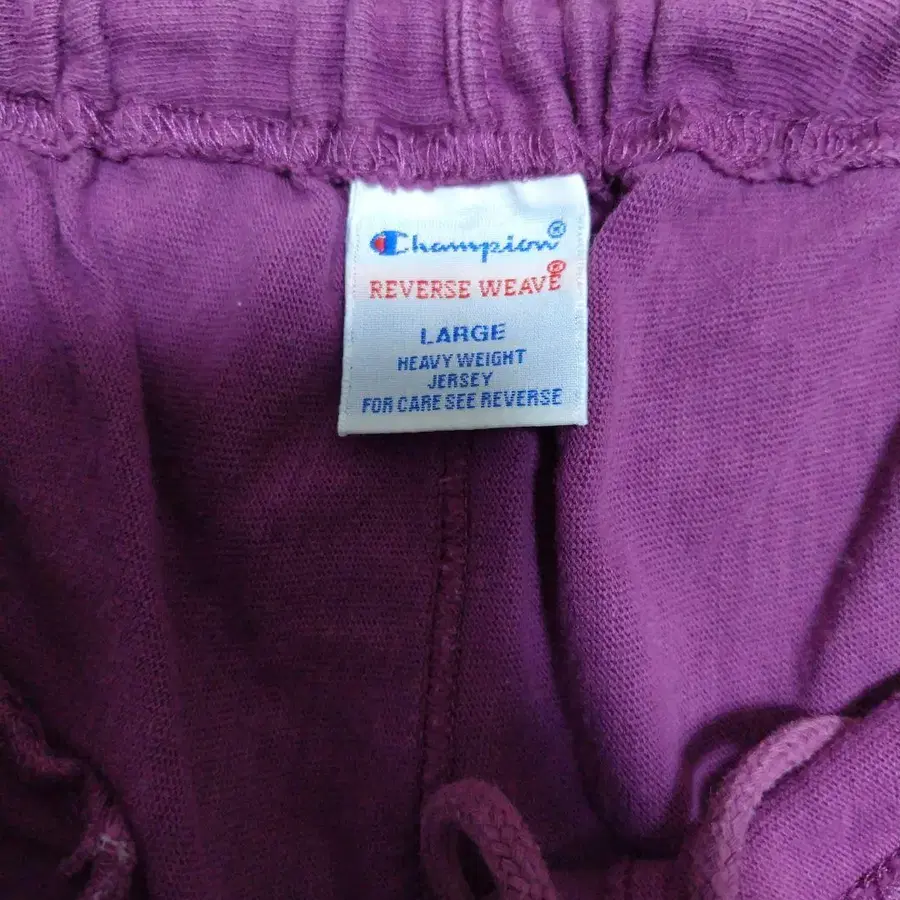 Champion®
REVERSE WEAVE®
LARGE
HEAVY WEIGHT
JERSEY
FOR CARE SEE REVERSE